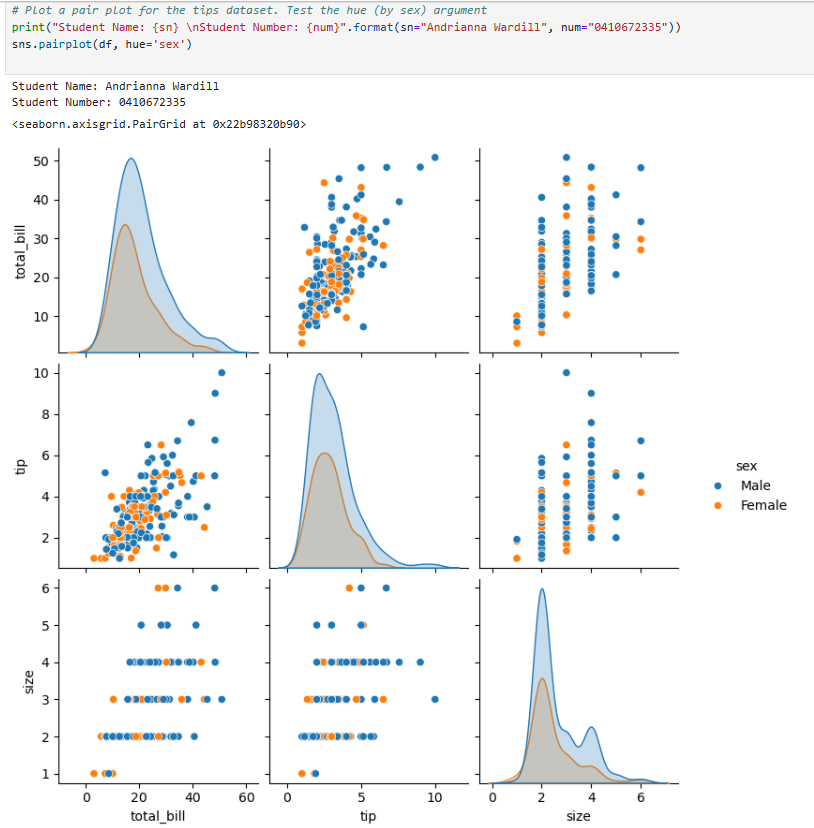 # Plot a pair plot for the tips dataset. Test the hue (by sex) argument
print("Student Name: {sn} \nStudent Number: {num}".format(sn="Andrianna Wardill", num="0410672335"))
sns.pairplot(df, hue='sex')
Student Name: Andrianna Wardill
Student Number: 0410672335
<seaborn.axisgrid.PairGrid at 0x22b98320b90>
50
40
30
20
10
total_bill
10
8
6
4
2
tip
sex
Male
Female
6
5
4
3
2
1
size
0 20 40 60
total_bill
0 5 10
tip
0 2 4 6
size